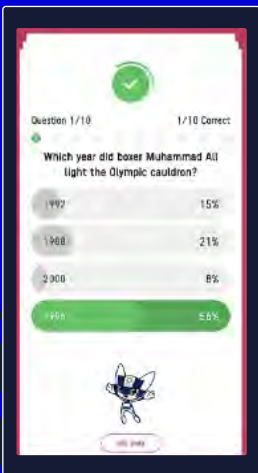 Question 1/10 1/10 Correct
Which year did boxer Muhammad Ali
light the Olympic cauldron?
1992 15%
1988 21%
2000 8%
1996 56%